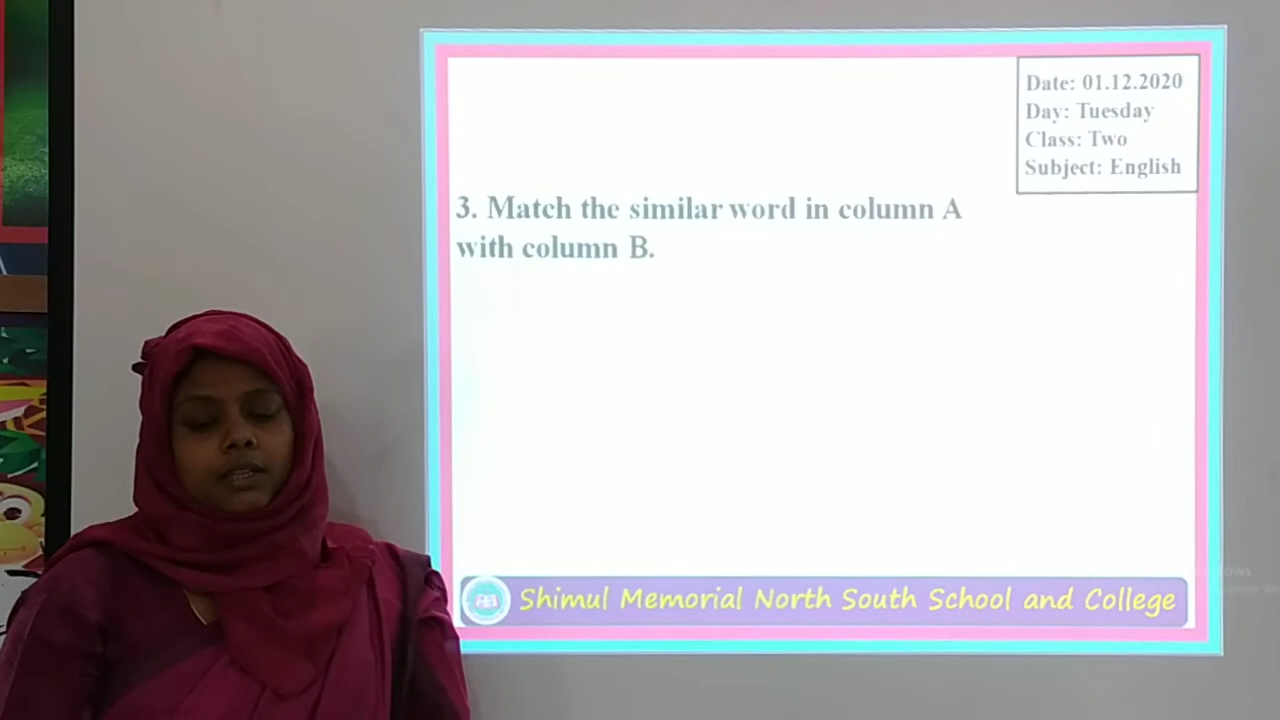 Date: 01.12.2020
Day: Tuesday
Class: Two
Subject: English
3. Match the similar word in column A
with column B.
Shimul Memorial North South School and College